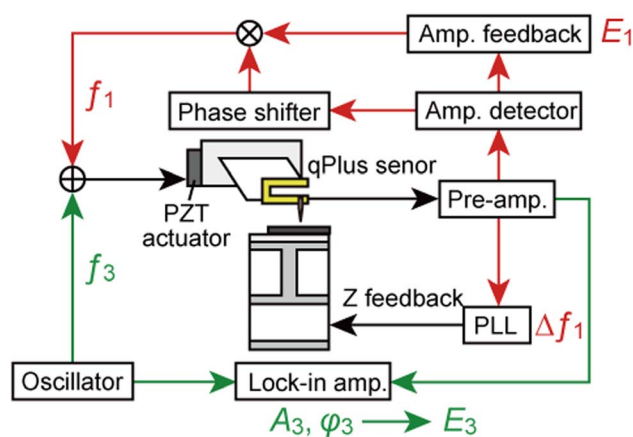 Amp. feedback
E1
f1
Phase shifter
Amp. detector
qPlus senor
PZT
actuator
Pre-amp.
f3
Z feedback
PLL
Δf1
Oscillator
Lock-in amp.
A3, φ3
E3